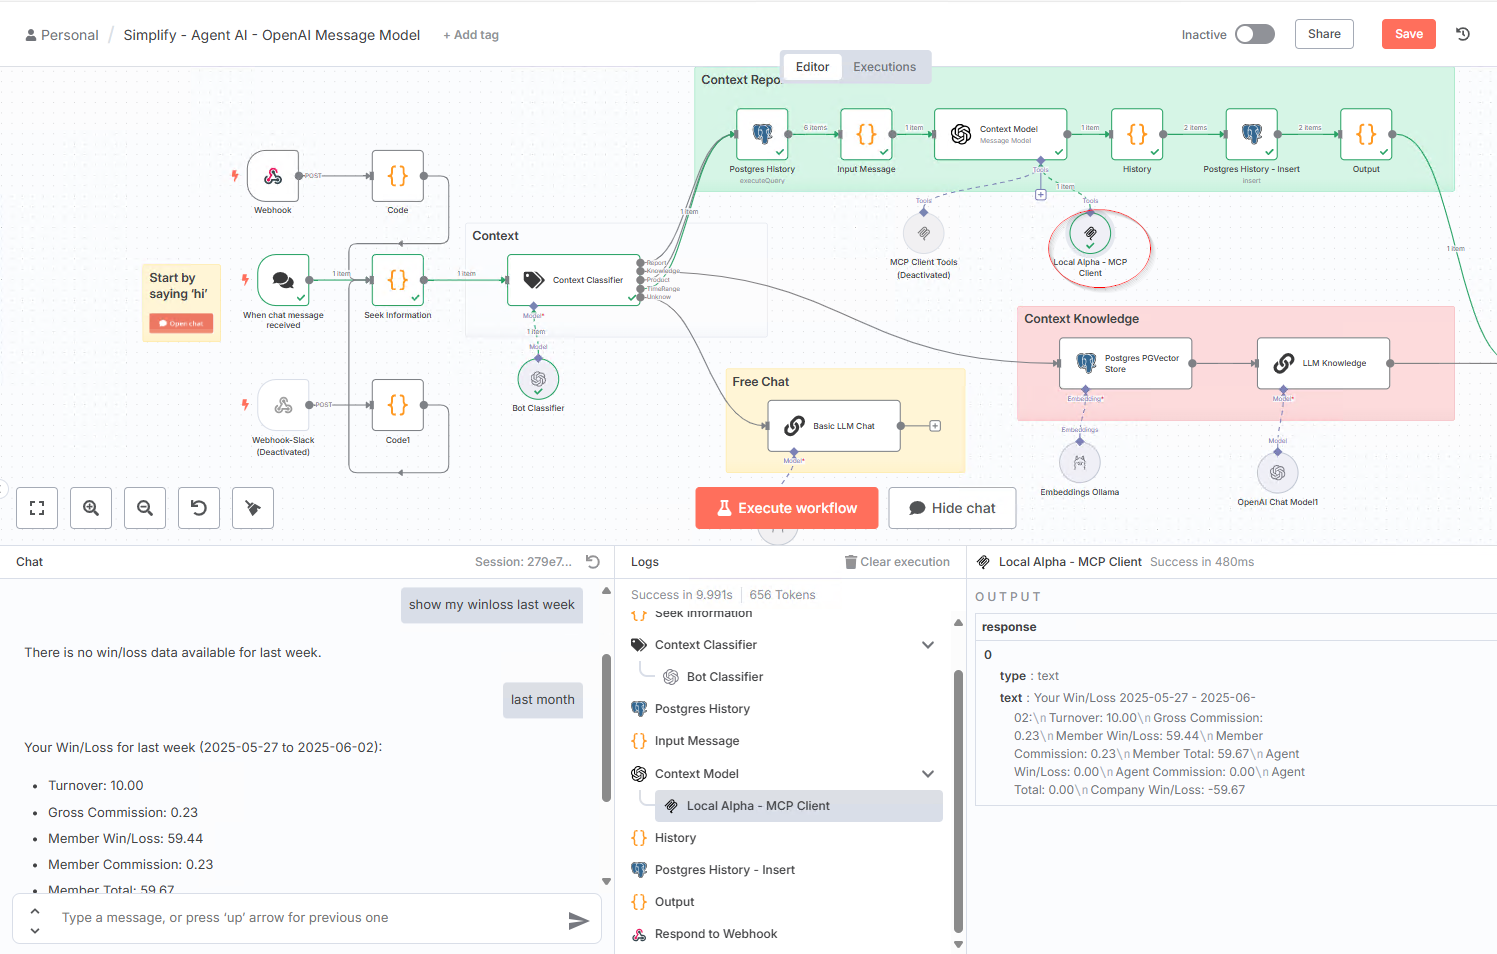 Personal / Simplify - Agent AI - OpenAI Message Model + Add tag
Inactive Share Save
Editor Executions
Context Repo
6 items 1 item 1 item 2 items 2 items
Context Model
Message Model
Postgres History
executeQuery
Input Message
Tools
History
Postgres History - Insert
insert
Output
1 item
Tools
Tools
MCP Client Tools
(Deactivated)
Local Alpha - MCP
Client
1 item
1 item
Webhook
POST
Code
Context
Start by
saying ‘hi’
Open chat
When chat message
received
1 item
Seek Information
1 item
Context Classifier
Report
Knowledge
Product
TimeRange
Unknow
Model*
1 item
Model
Bot Classifier
Context Knowledge
Postgres PGVector
Store
LLM Knowledge
Embedding*
Model*
Embeddings
Model
Embeddings Ollama
OpenAI Chat Model1
Free Chat
Basic LLM Chat
Model*
POST
Webhook-Slack
(Deactivated)
Code1
Execute workflow
Hide chat
Chat
Session: 279e7...
show my winloss last week
There is no win/loss data available for last week.
last month
Your Win/Loss for last week (2025-05-27 to 2025-06-02):
• Turnover: 10.00
• Gross Commission: 0.23
• Member Win/Loss: 59.44
• Member Commission: 0.23
• Member Total: 59.67
Type a message, or press ‘up’ arrow for previous one
Logs
Clear execution
Success in 9.991s | 656 Tokens
Seek Information
Context Classifier
Bot Classifier
Postgres History
Input Message
Context Model
Local Alpha - MCP Client
History
Postgres History - Insert
Output
Respond to Webhook
Local Alpha - MCP Client Success in 480ms
OUTPUT
response
0
type : text
text : Your Win/Loss 2025-05-27 - 2025-06-
02:\n Turnover: 10.00\n Gross Commission:
0.23\n Member Win/Loss: 59.44\n Member
Commission: 0.23\n Member Total: 59.67\n Agent
Win/Loss: 0.00\n Agent Commission: 0.00\n Agent
Total: 0.00\n Company Win/Loss: -59.67